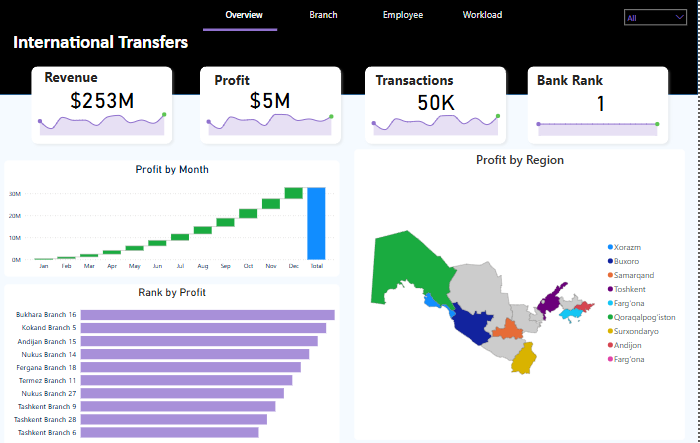 Overview Branch Employee Workload
All
International Transfers
Revenue
$253M
Profit
$5M
Transactions
50K
Bank Rank
1
Profit by Month
30M
20M
10M
0M
Jan Feb Mar Apr May Jun Jul Aug Sep Oct Nov Dec Total
Rank by Profit
Bukhara Branch 16
Kokand Branch 5
Andijan Branch 15
Nukus Branch 14
Fergana Branch 18
Termez Branch 11
Nukus Branch 27
Tashkent Branch 9
Tashkent Branch 28
Tashkent Branch 6
Profit by Region
Xorazm
Buxoro
Samarqand
Toshkent
Farg'ona
Qoraqalpog'iston
Surxondaryo
Andijon
Farg'ona